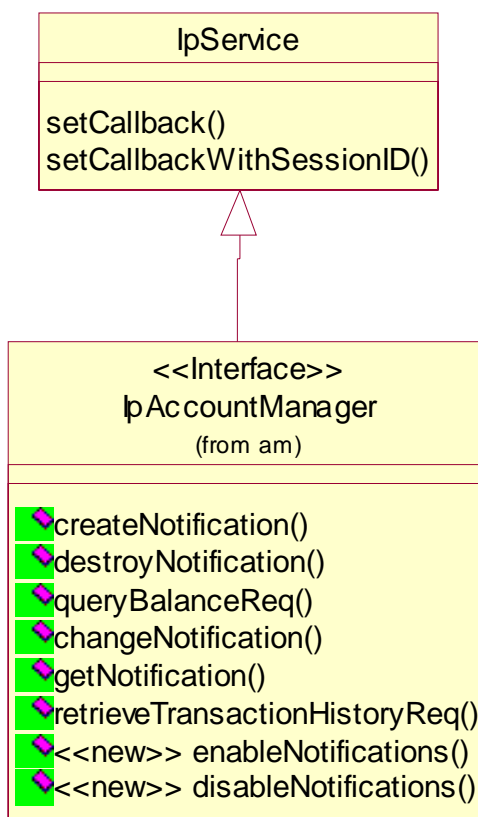 IpService
setCallback()
setCallbackWithSessionID()
<<Interface>>
IpAccountManager
(from am)
createNotification()
destroyNotification()
queryBalanceReq()
changeNotification()
getNotification()
retrieveTransactionHistoryReq()
<<new>> enableNotifications()
<<new>> disableNotifications()